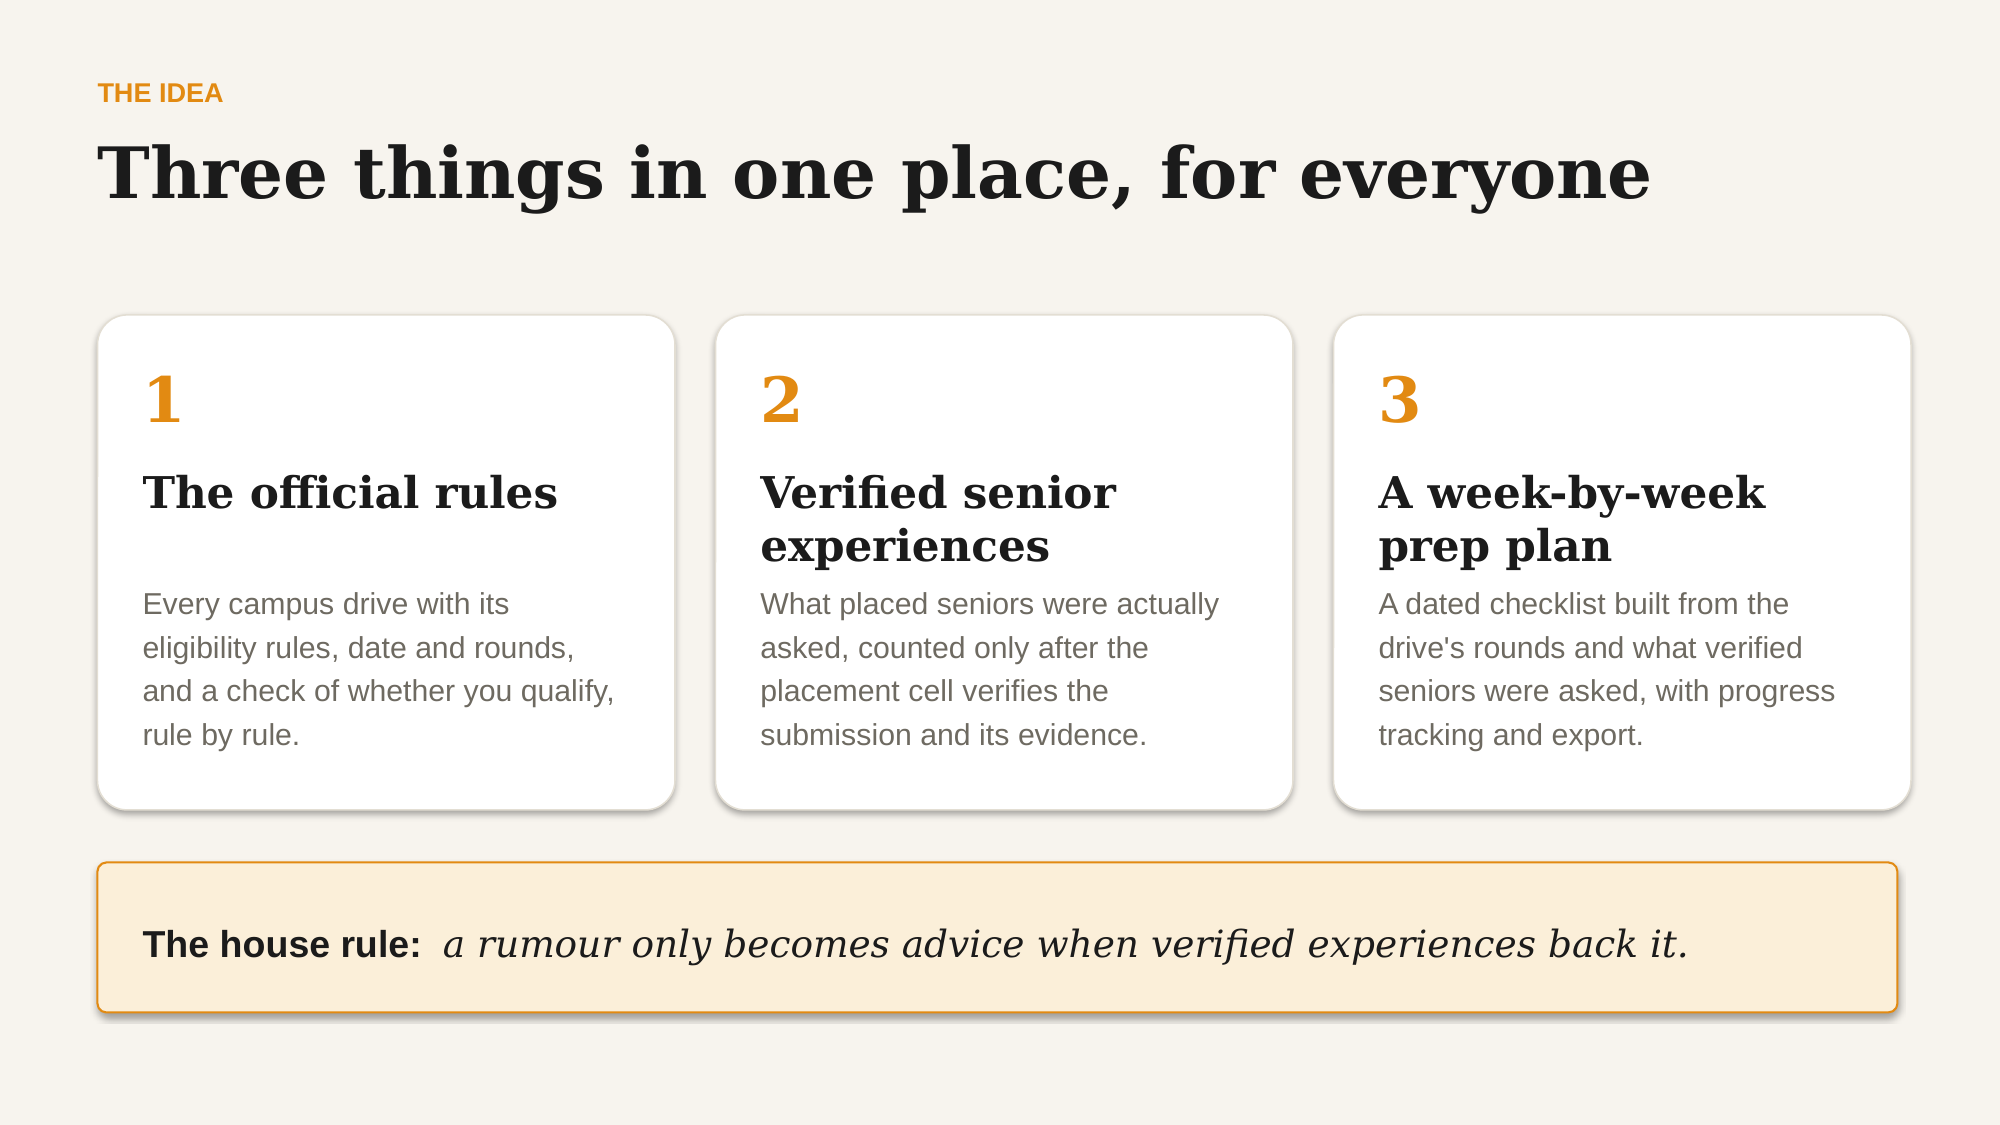 THE IDEA
Three things in one place, for everyone
1
The official rules
Every campus drive with its
eligibility rules, date and rounds,
and a check of whether you qualify,
rule by rule.
2
Verified senior
experiences
What placed seniors were actually
asked, counted only after the
placement cell verifies the
submission and its evidence.
3
A week-by-week
prep plan
A dated checklist built from the
drive's rounds and what verified
seniors were asked, with progress
tracking and export.
The house rule: a rumour only becomes advice when verified experiences back it.